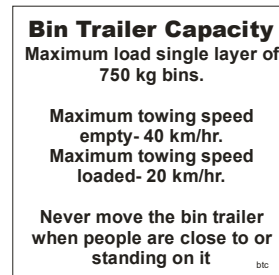 Bin Trailer Capacity
Maximum load single layer of
750 kg bins.
Maximum towing speed
empty- 40 km/hr.
Maximum towing speed
loaded- 20 km/hr.
Never move the bin trailer
when people are close to or
standing on it
btc